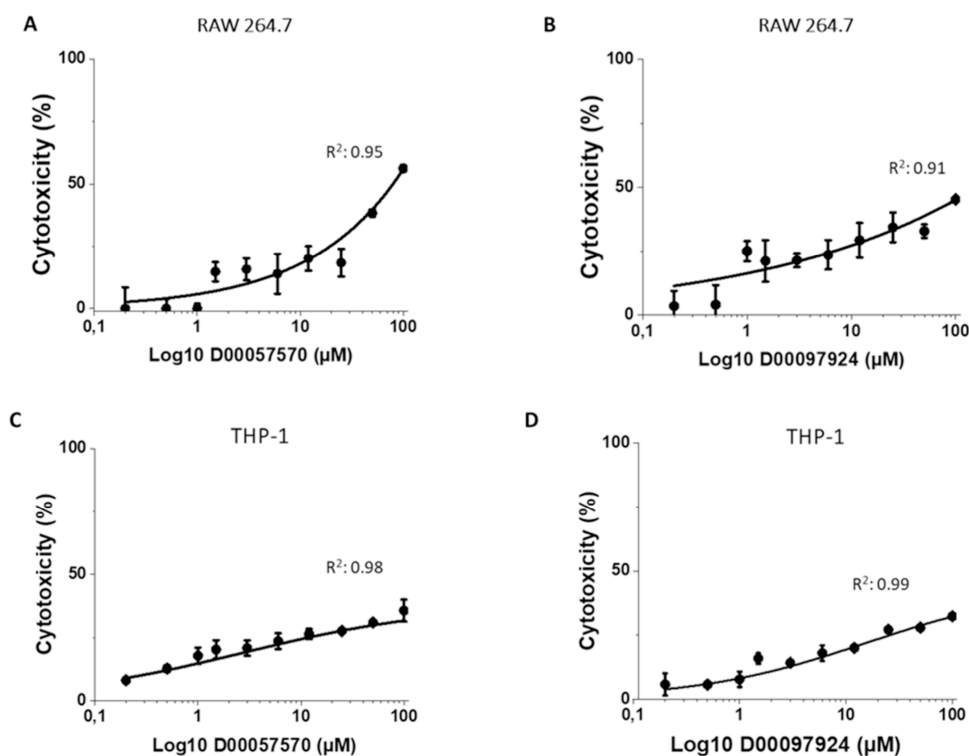 A
RAW 264.7
100
50
0
Cytotoxicity (%)
R²: 0.95
0,1
1
10
100
Log10 D00057570 (µM)
B
RAW 264.7
100
50
0
Cytotoxicity (%)
R²: 0.91
0,1
1
10
100
Log10 D00097924 (µM)
C
THP-1
100
50
0
Cytotoxicity (%)
R²: 0.98
0,1
1
10
100
Log10 D00057570 (µM)
D
THP-1
100
50
0
Cytotoxicity (%)
R²: 0.99
0,1
1
10
100
Log10 D00097924 (µM)